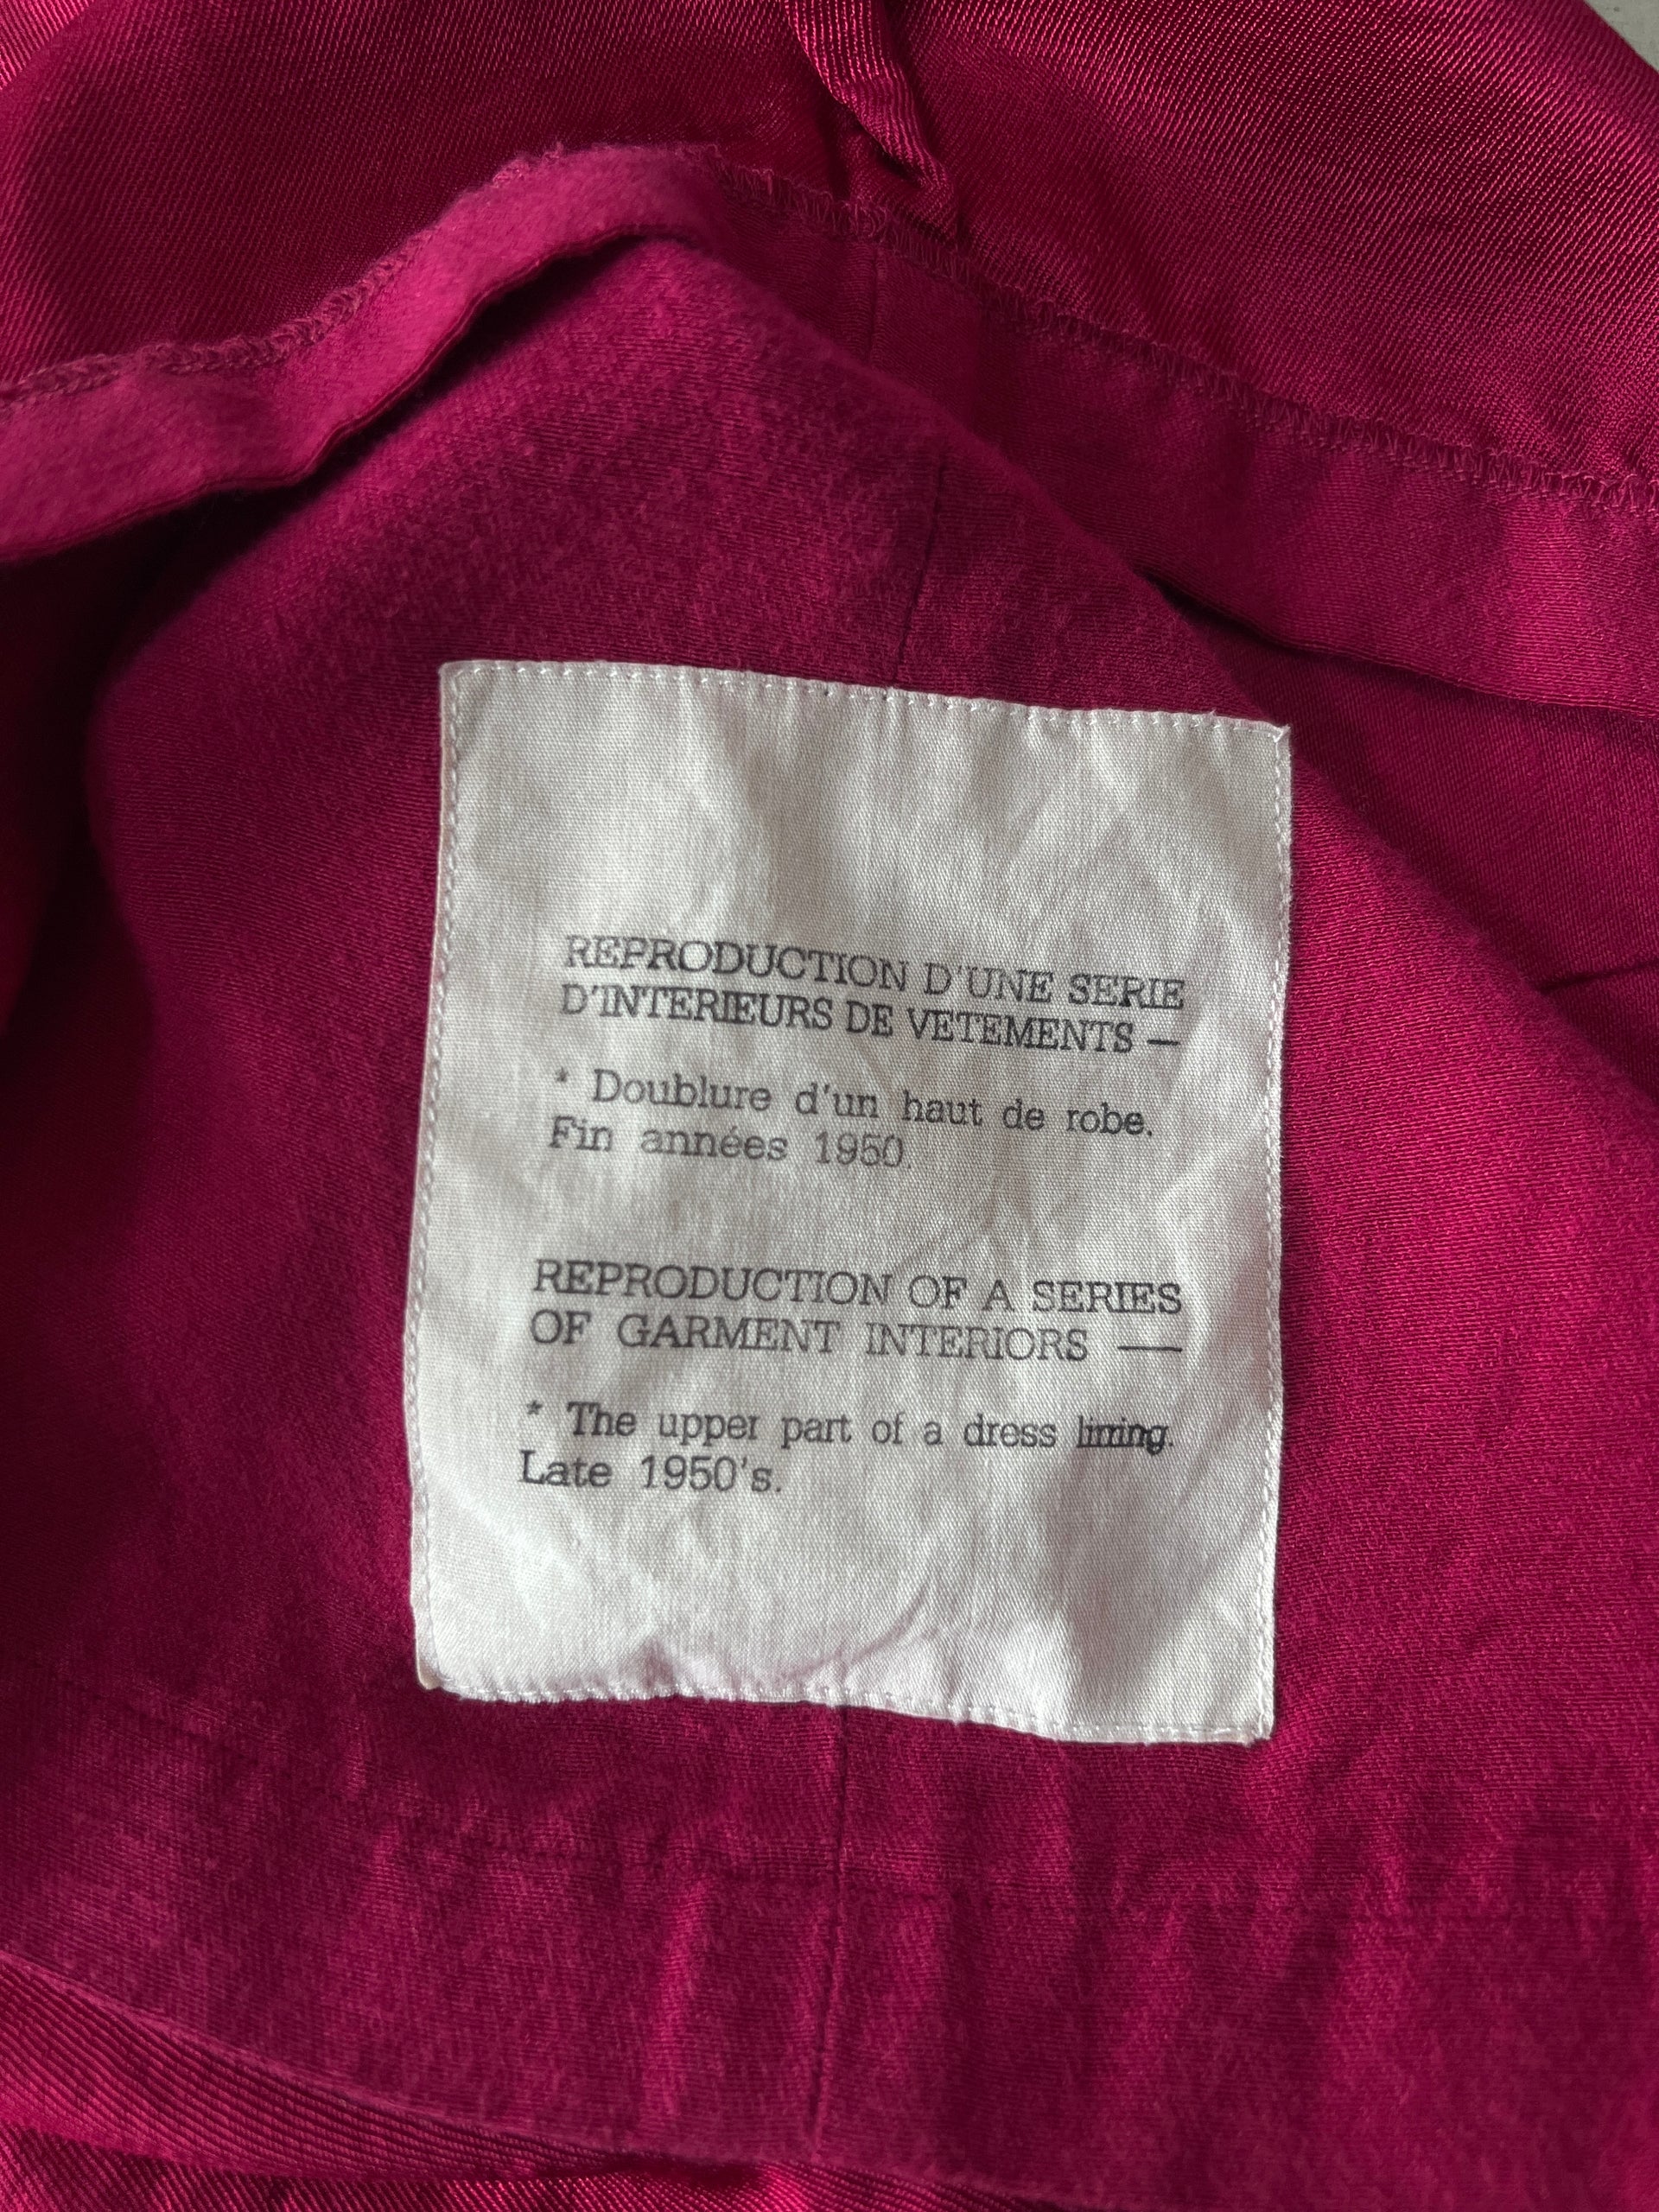 REPRODUCTION D'UNE SERIE
D'INTERIEURS DE VETEMENTS —
* Doublure d'un haut de robe.
Fin années 1950.
REPRODUCTION OF A SERIES
OF GARMENT INTERIORS —
* The upper part of a dress lining.
Late 1950's.